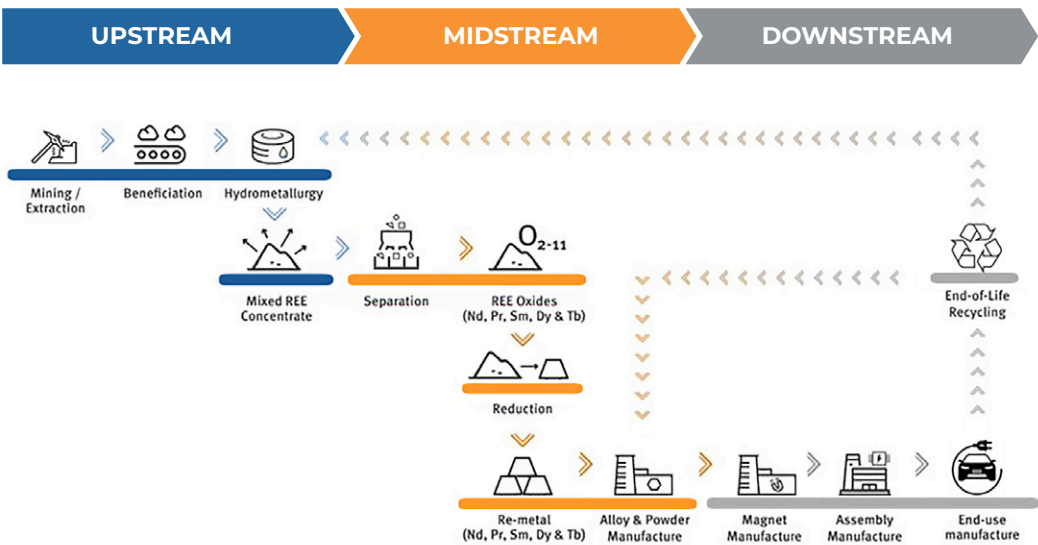 UPSTREAM
MIDSTREAM
DOWNSTREAM
Mining /
Extraction
Beneficiation
Hydrometallurgy
Mixed REE
Concentrate
Separation
O2-11
REE Oxides
(Nd, Pr, Sm, Dy & Tb)
End-of-Life
Recycling
Reduction
Re-metal
(Nd, Pr, Sm, Dy & Tb)
Alloy & Powder
Manufacture
Magnet
Manufacture
Assembly
Manufacture
End-use
manufacture